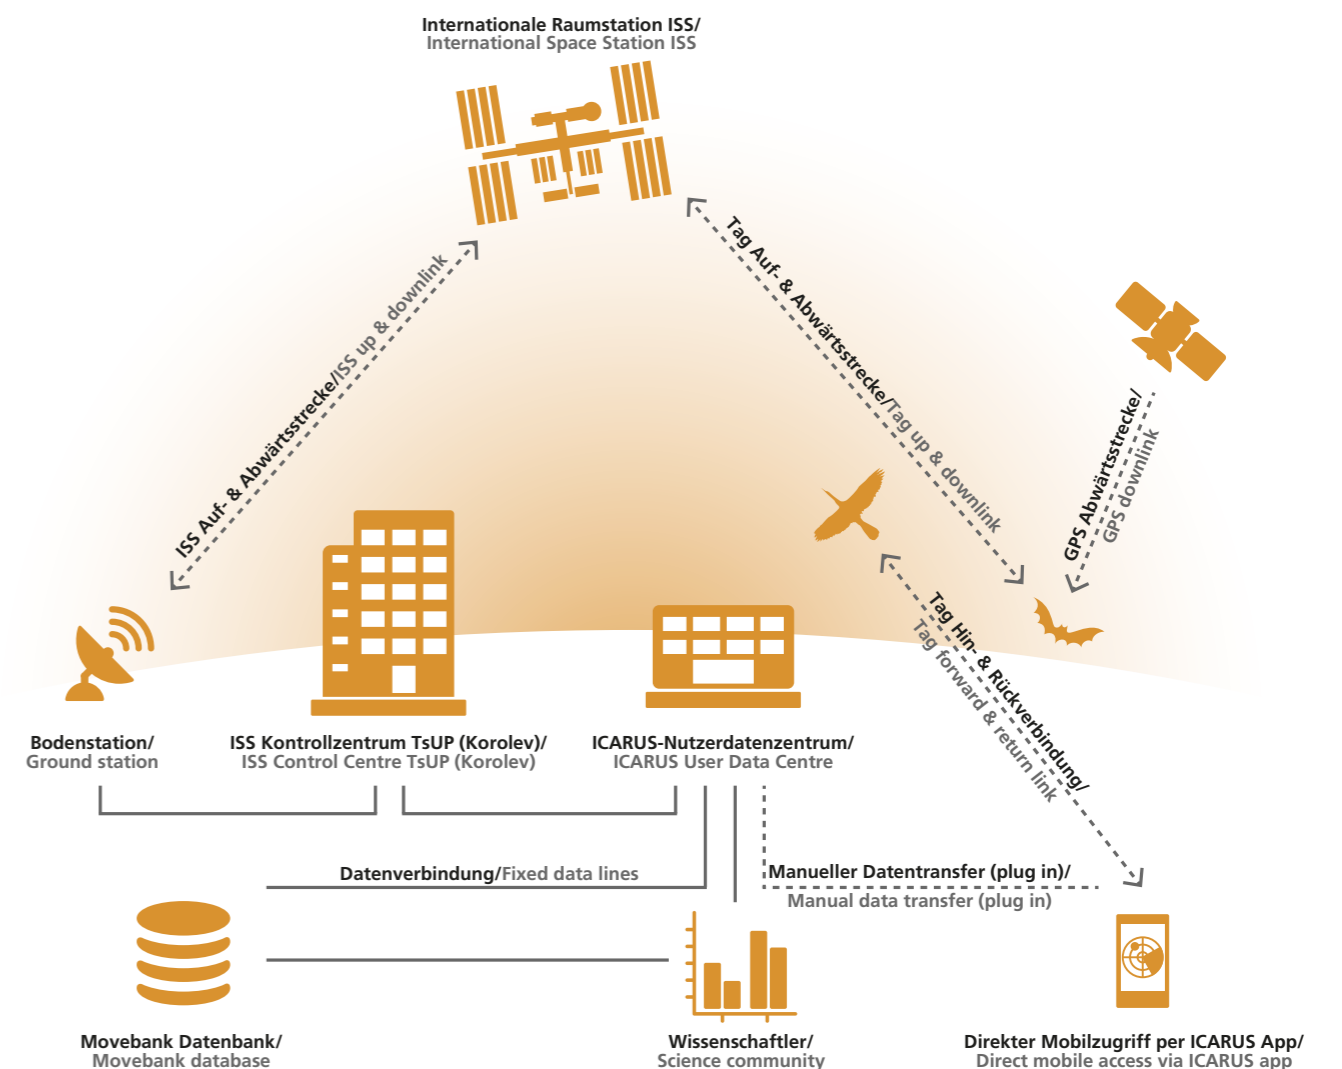 Internationale Raumstation ISS/
International Space Station ISS
ISS Auf- & Abwärtsstrecke/ISS up & downlink
Tag Auf- & Abwärtsstrecke/Tag up & downlink
GPS Abwärtsstrecke/
GPS downlink
Tag Hin- & Rückverbindung/
Tag forward & return link
Bodenstation/
Ground station
ISS Kontrollzentrum TsUP (Korolev)/
ISS Control Centre TsUP (Korolev)
ICARUS-Nutzerdatenzentrum/
ICARUS User Data Centre
Datenverbindung/Fixed data lines
Manueller Datentransfer (plug in)/
Manual data transfer (plug in)
Movebank Datenbank/
Movebank database
Wissenschaftler/
Science community
Direkter Mobilzugriff per ICARUS App/
Direct mobile access via ICARUS app